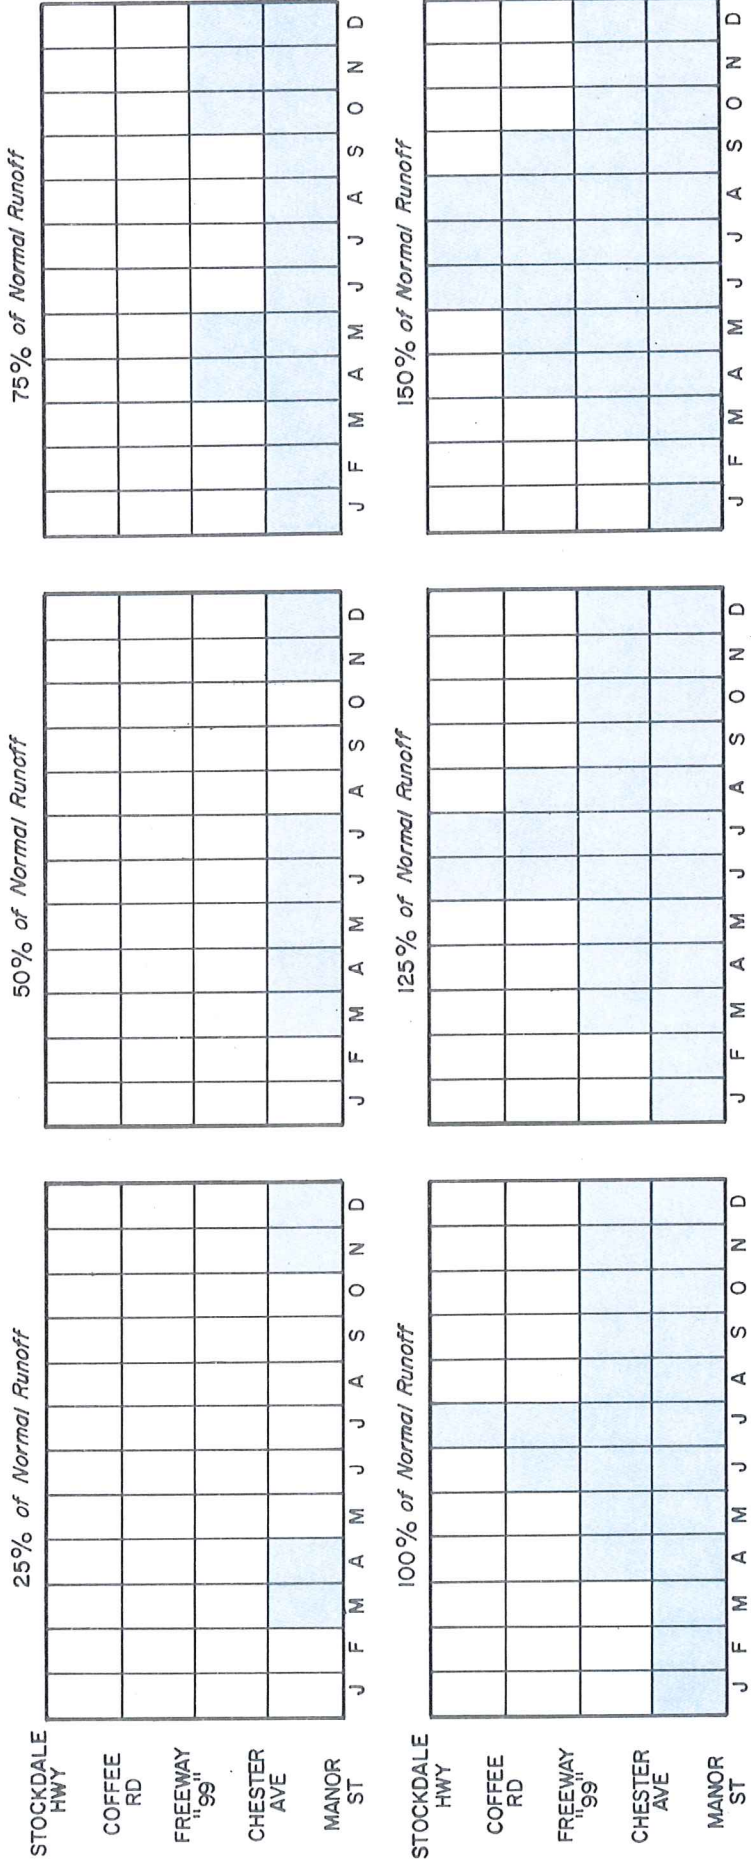 25% of Normal Runoff
50% of Normal Runoff
75% of Normal Runoff
STOCKDALE
HWY
COFFEE
RD
FREEWAY
"99"
CHESTER
AVE
MANOR
ST
J F M A M J J A S O N D
J F M A M J J A S O N D
J F M A M J J A S O N D
100% of Normal Runoff
125% of Normal Runoff
150% of Normal Runoff
STOCKDALE
HWY
COFFEE
RD
FREEWAY
"99"
CHESTER
AVE
MANOR
ST
J F M A M J J A S O N D
J F M A M J J A S O N D
J F M A M J J A S O N D